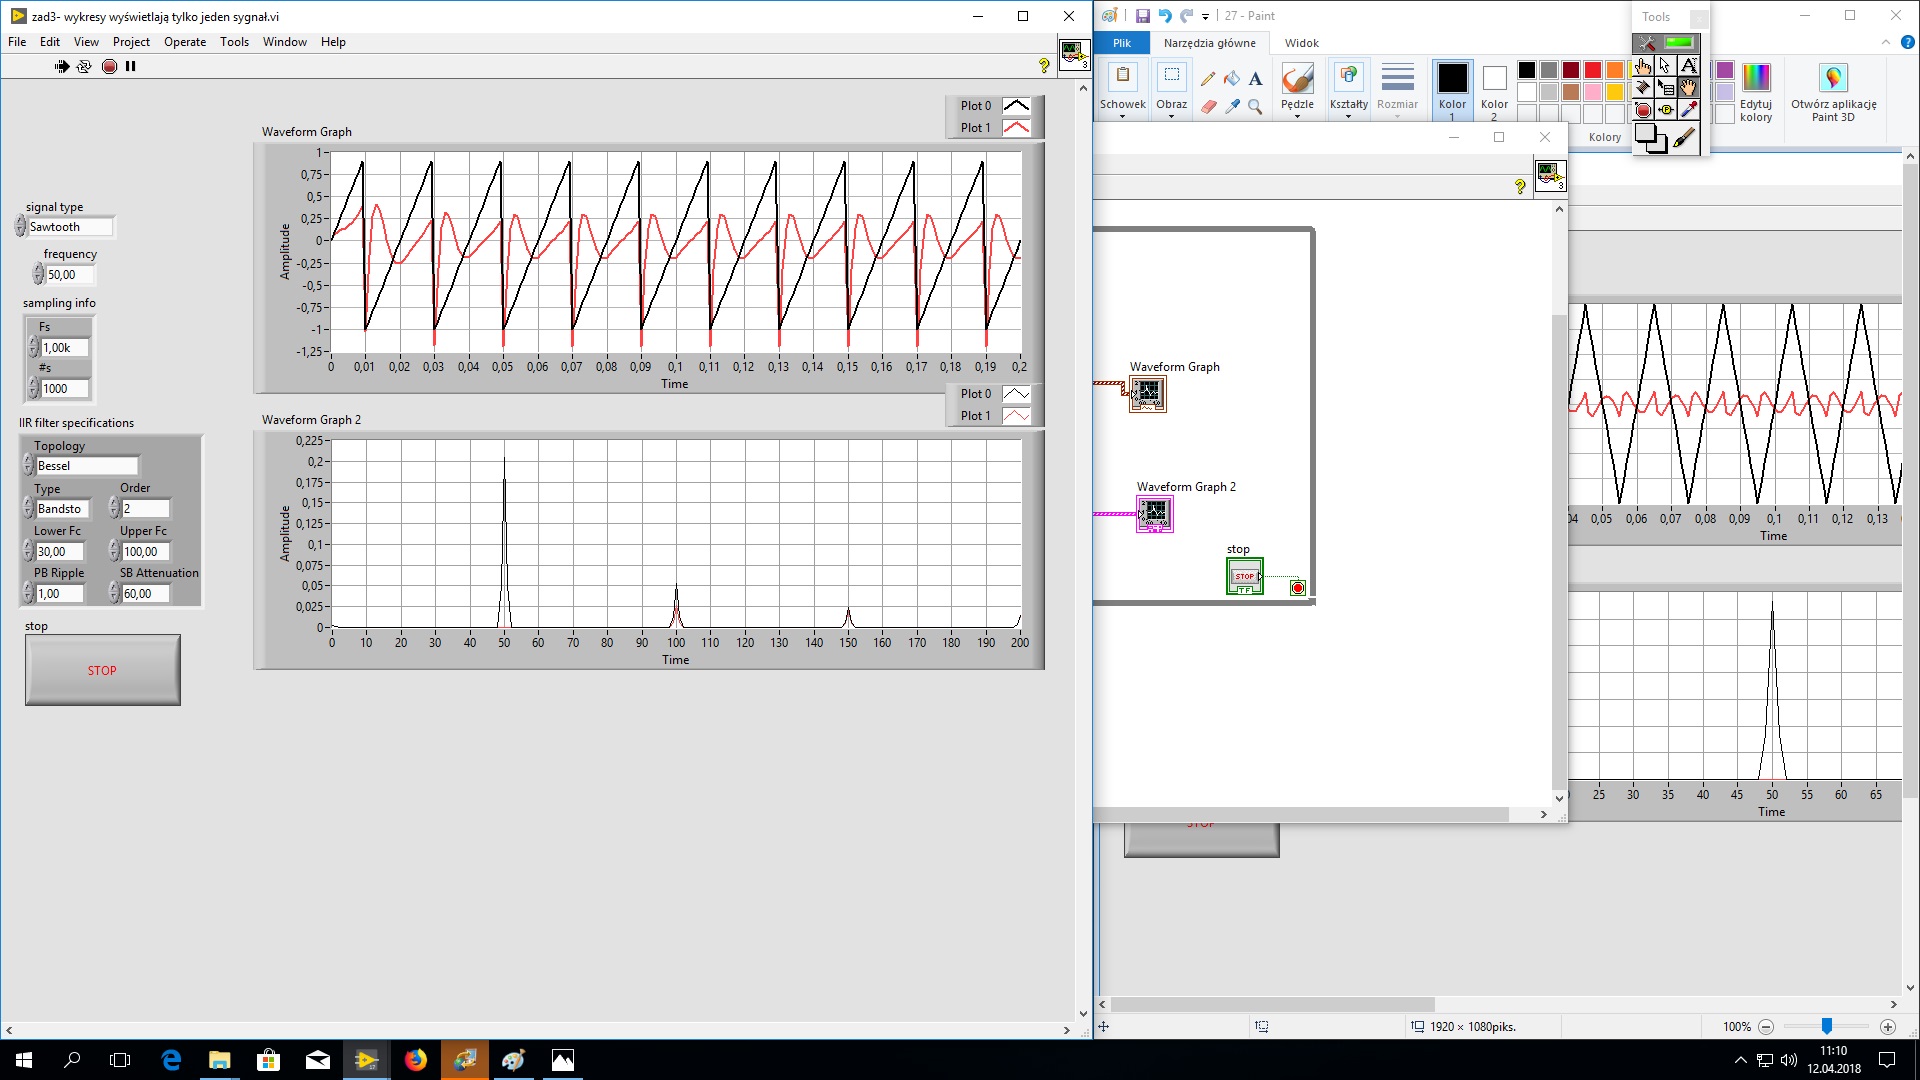 zad3- wykresy wyświetlają tylko jeden sygnał.vi
File Edit View Project Operate Tools Window Help
3
Plot 0
Plot 1
Waveform Graph
1
0,75
0,5
0,25
0
-0,25
-0,5
-0,75
-1
-1,25
Amplitude
0 0,01 0,02 0,03 0,04 0,05 0,06 0,07 0,08 0,09 0,1 0,11 0,12 0,13 0,14 0,15 0,16 0,17 0,18 0,19 0,2
Time
signal type
Sawtooth
frequency
50,00
sampling info
Fs
1,00k
#s
1000
IIR filter specifications
Topology
Bessel
Type Order
Bandsto 2
Lower Fc Upper Fc
30,00 100,00
PB Ripple SB Attenuation
1,00 60,00
stop
STOP
Plot 0
Plot 1
Waveform Graph 2
0,225
0,2
0,175
0,15
0,125
0,1
0,075
0,05
0,025
0
Amplitude
0 10 20 30 40 50 60 70 80 90 100 110 120 130 140 150 160 170 180 190 200
Time
27 - Paint
Plik Narzędzia główne Widok
Schowek Obraz Pędzle Kształty Rozmiar Kolor 1 Kolor 2 Edytuj kolory Otwórz aplikację Paint 3D
Kolory
Tools
3
Waveform Graph
Waveform Graph 2
stop
STOP
TF
04 0,05 0,06 0,07 0,08 0,09 0,1 0,11 0,12 0,13
Time
25 30 35 40 45 50 55 60 65
Time
STOP
1920 × 1080piks. 100%
11:10
12.04.2018